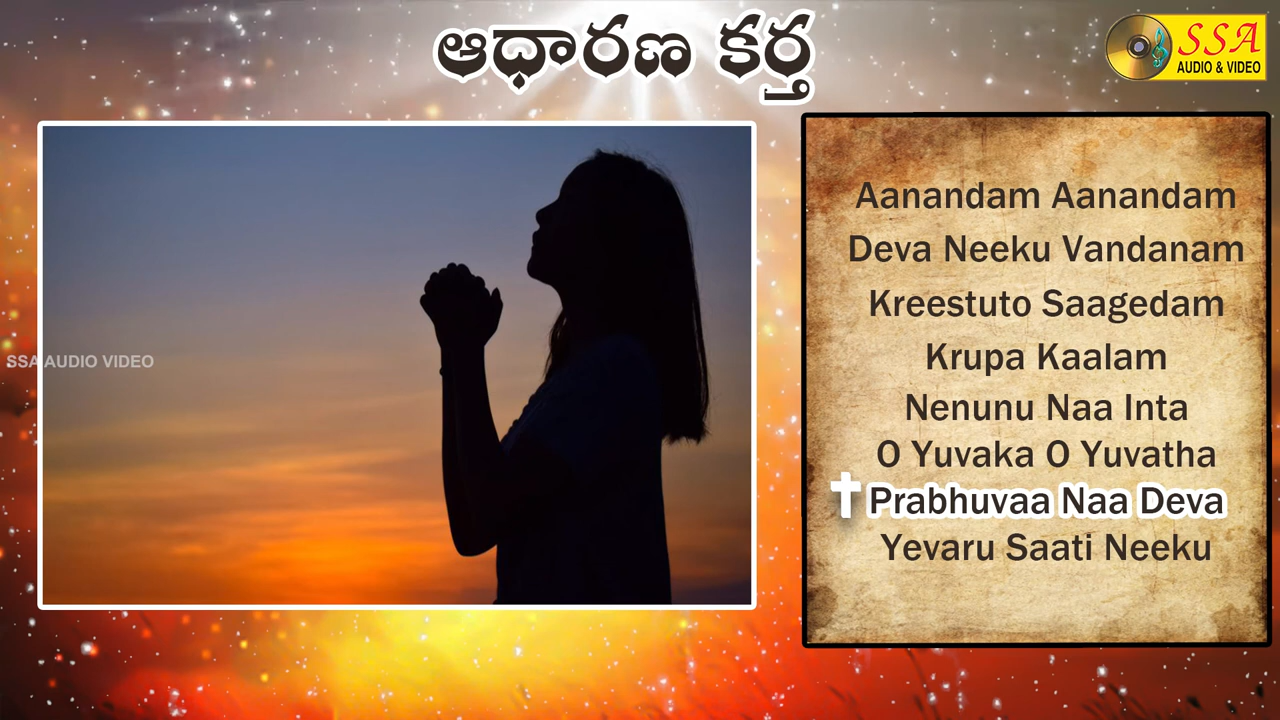 ఆధారణ కర్త
SSA
AUDIO & VIDEO
SSA AUDIO VIDEO
Aanandam Aanandam
Deva Neeku Vandanam
Kreestuto Saagedam
Krupa Kaalam
Nenunu Naa Inta
O Yuvaka O Yuvatha
Prabhuvaa Naa Deva
Yevaru Saati Neeku